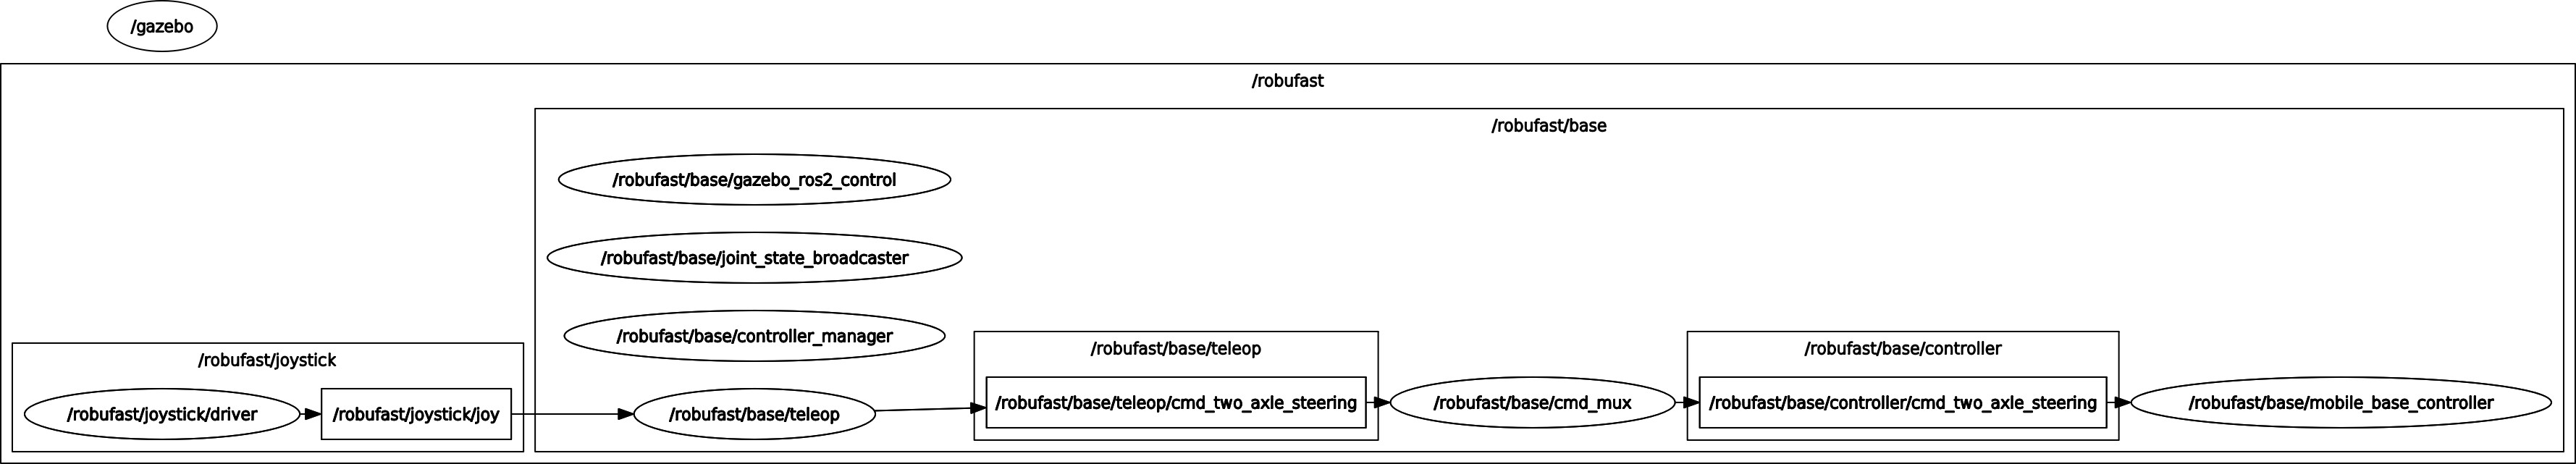 /gazebo
/robufast
/robufast/base
/robufast/base/gazebo_ros2_control
/robufast/base/joint_state_broadcaster
/robufast/base/controller_manager
/robufast/joystick
/robufast/joystick/driver
/robufast/joystick/joy
/robufast/base/teleop
/robufast/base/teleop
/robufast/base/teleop/cmd_two_axle_steering
/robufast/base/cmd_mux
/robufast/base/controller
/robufast/base/controller/cmd_two_axle_steering
/robufast/base/mobile_base_controller